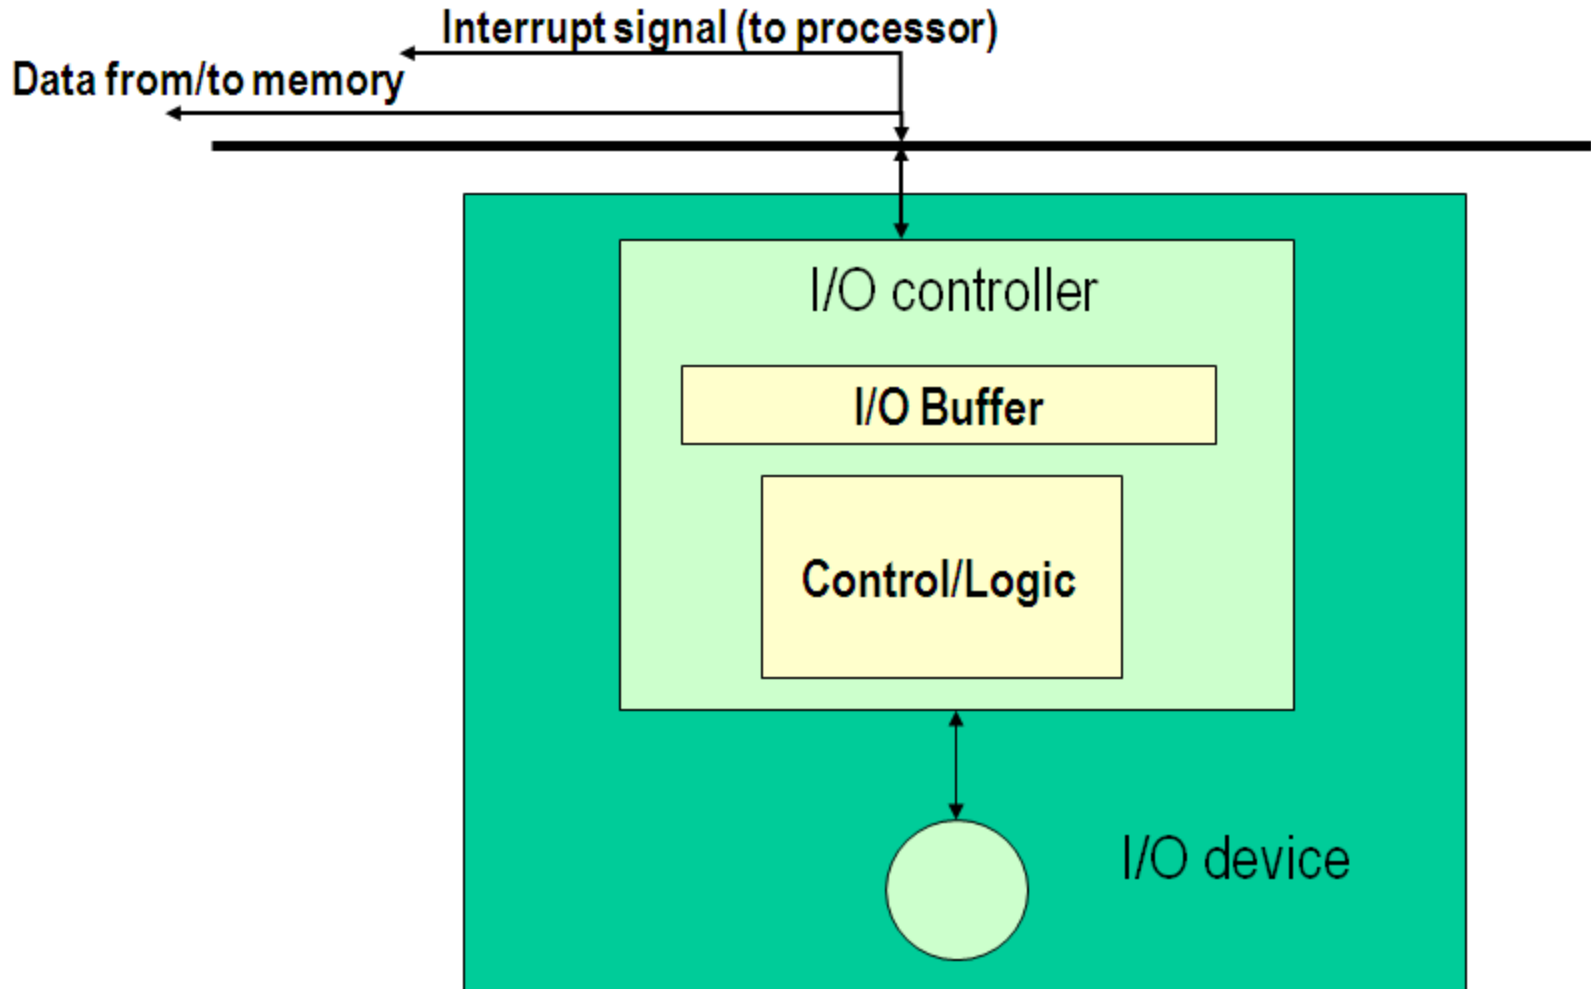 Interrupt signal (to processor)
Data from/to memory
I/O controller
I/O Buffer
Control/Logic
I/O device